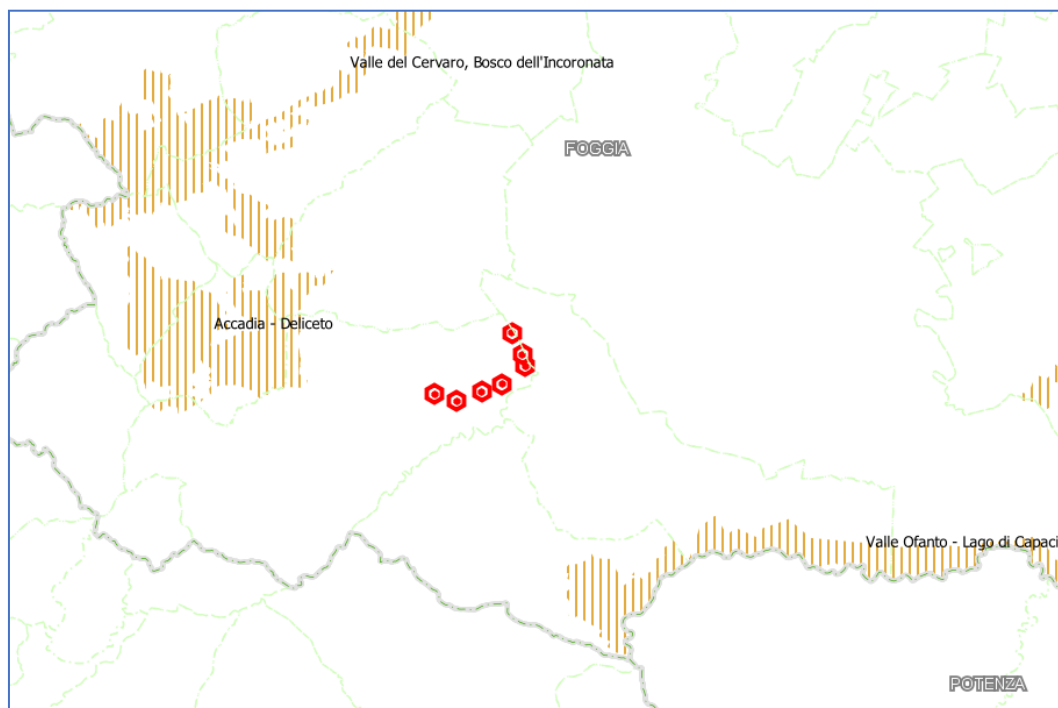 Valle del Cervaro, Bosco dell'Incoronata
FOGGIA
Accadia - Deliceto
Valle Ofanto - Lago di Capaci
POTENZA